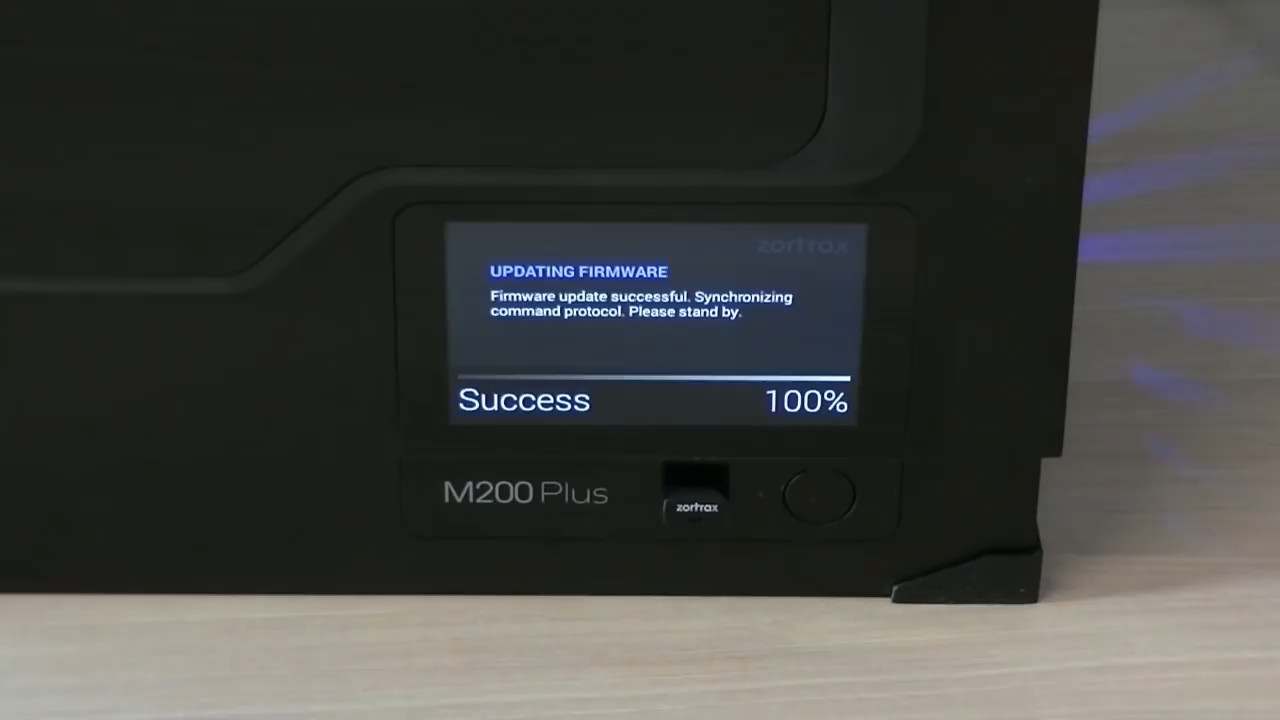 zortrax
UPDATING FIRMWARE
Firmware update successful. Synchronizing
command protocol. Please stand by.
Success 100%
M200 Plus
zortrax